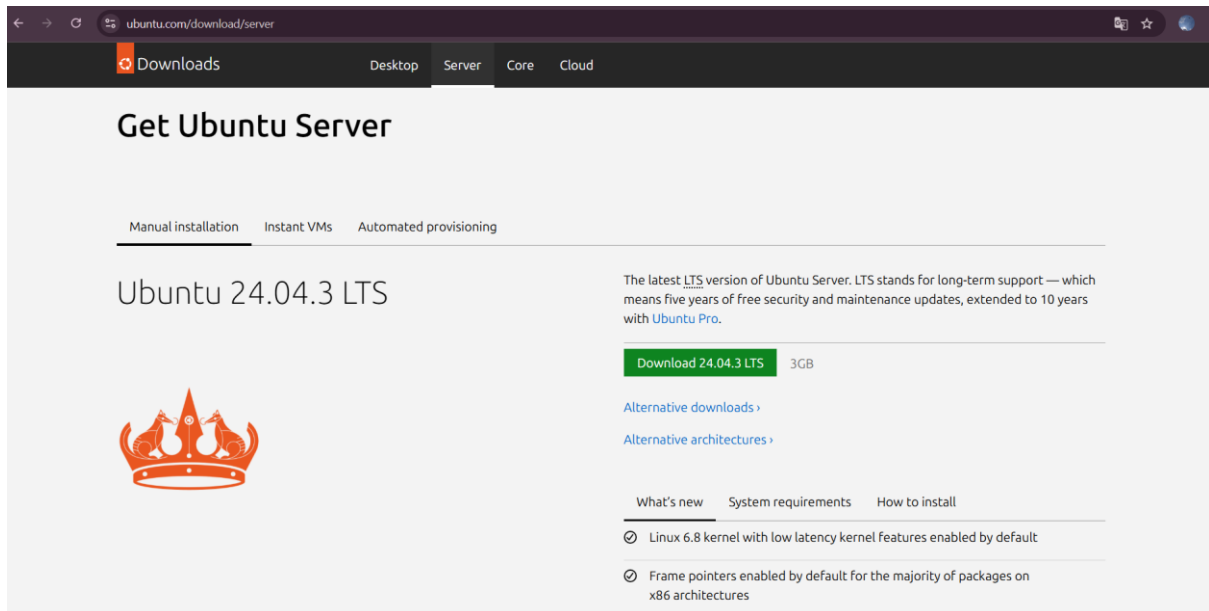 ubuntu.com/download/server
Downloads
Desktop Server Core Cloud
Get Ubuntu Server
Manual installation Instant VMs Automated provisioning
Ubuntu 24.04.3 LTS
The latest LTS version of Ubuntu Server. LTS stands for long-term support — which
means five years of free security and maintenance updates, extended to 10 years
with Ubuntu Pro.
Download 24.04.3 LTS 3GB
Alternative downloads ›
Alternative architectures ›
What's new System requirements How to install
Linux 6.8 kernel with low latency kernel features enabled by default
Frame pointers enabled by default for the majority of packages on
x86 architectures